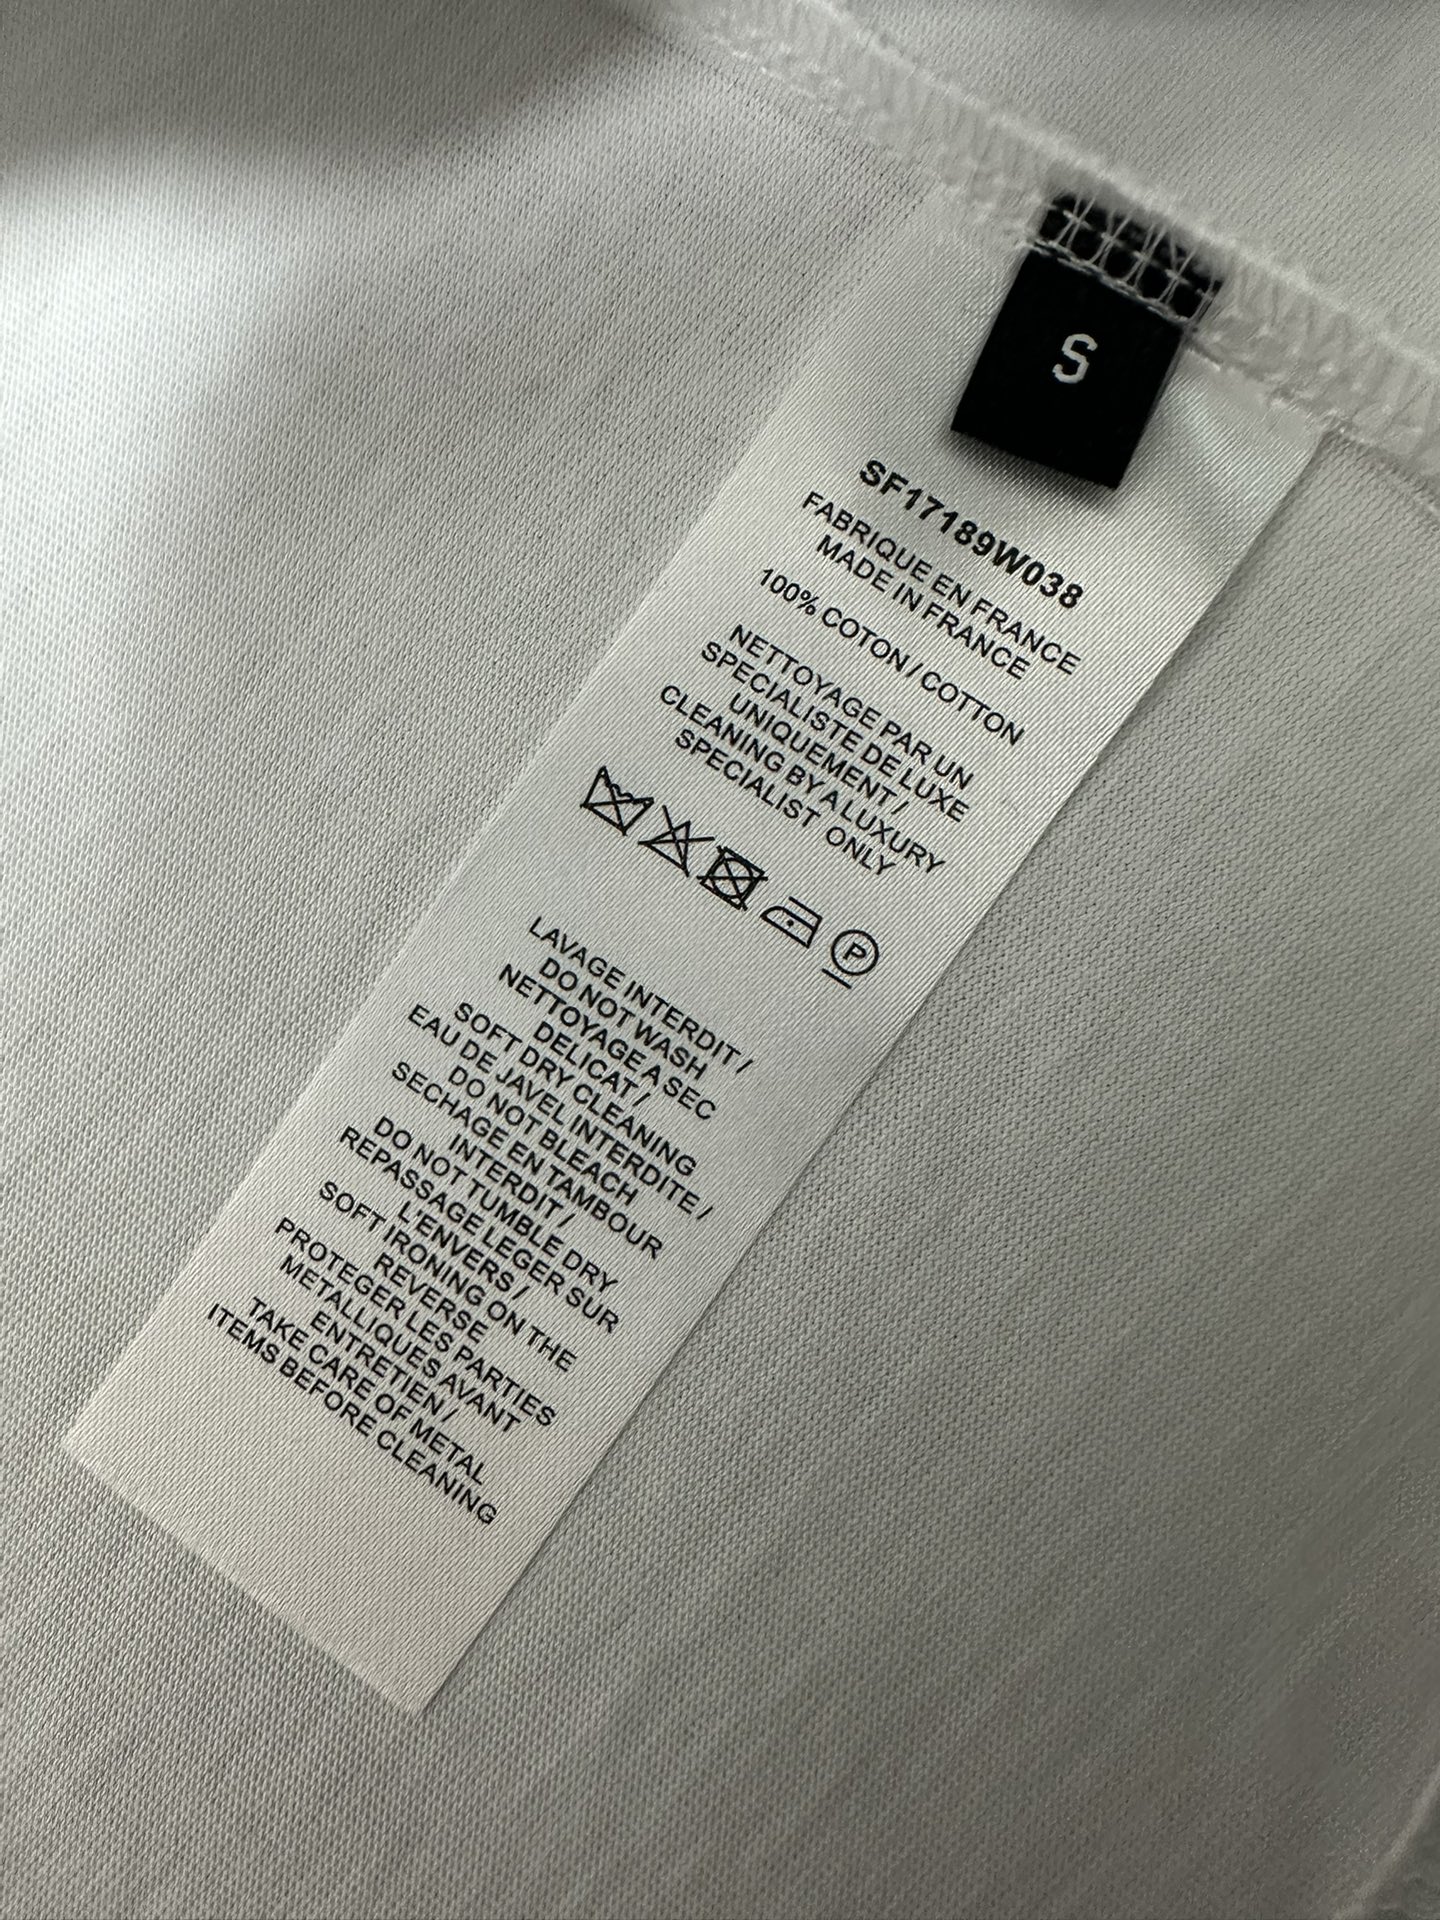 S
SF17189W038
FABRIQUE EN FRANCE
MADE IN FRANCE
100% COTON / COTTON
NETTOYAGE PAR UN
SPECIALISTE DE LUXE
UNIQUEMENT /
CLEANING BY A LUXURY
SPECIALIST ONLY
P
LAVAGE INTERDIT /
DO NOT WASH
NETTOYAGE A SEC
DELICAT /
SOFT DRY CLEANING
EAU DE JAVEL INTERDITE /
DO NOT BLEACH
SECHAGE EN TAMBOUR
INTERDIT /
DO NOT TUMBLE DRY
REPASSAGE LEGER SUR
L'ENVERS /
SOFT IRONING ON THE
REVERSE
PROTEGER LES PARTIES
METALLIQUES AVANT
ENTRETIEN /
TAKE CARE OF METAL
ITEMS BEFORE CLEANING